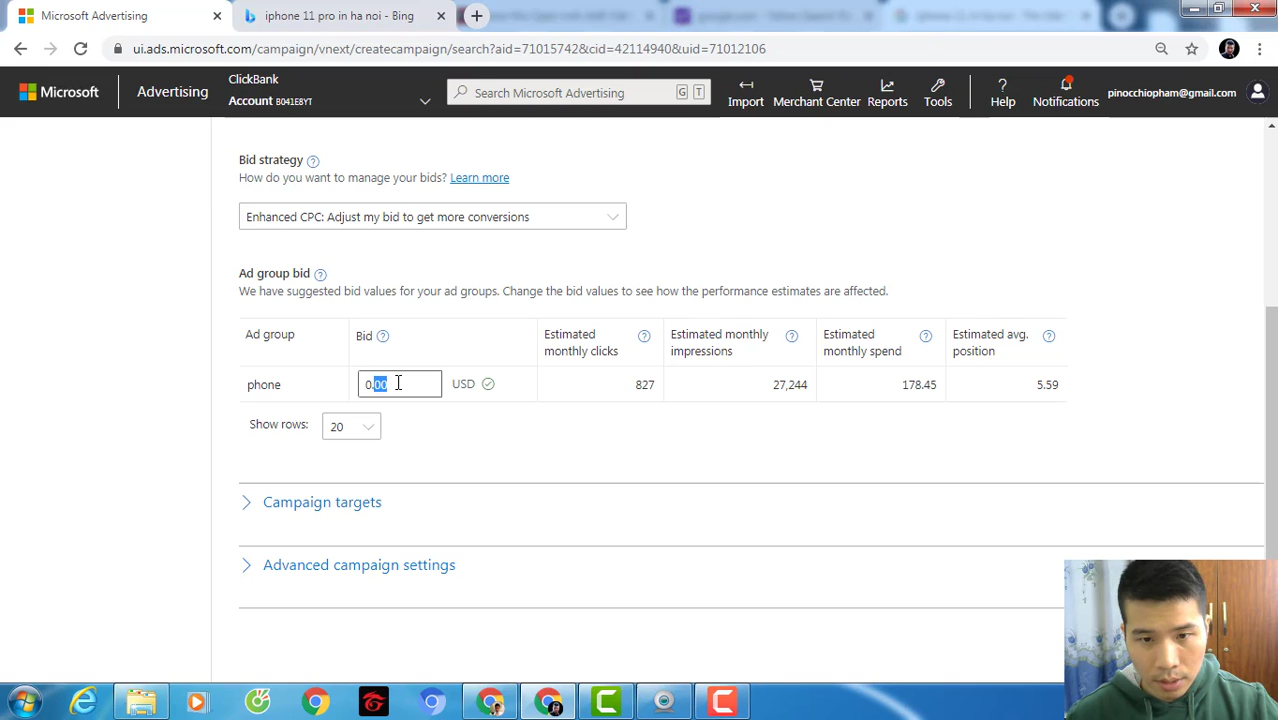 Microsoft Advertising
iphone 11 pro in ha noi - Bing
ui.ads.microsoft.com/campaign/vnext/createcampaign/search?aid=71015742&cid=42114940&uid=71012106
Microsoft
Advertising
ClickBank
Account B041E8YT
Search Microsoft Advertising
G T
Import
Merchant Center
Reports
Tools
Help
Notifications
pinocchiopham@gmail.com
Bid strategy
How do you want to manage your bids? Learn more
Enhanced CPC: Adjust my bid to get more conversions
Ad group bid
We have suggested bid values for your ad groups. Change the bid values to see how the performance estimates are affected.
Ad group Bid Estimated monthly clicks Estimated monthly impressions Estimated monthly spend Estimated avg. position
phone 0.00 USD 827 27,244 178.45 5.59
Show rows: 20
Campaign targets
Advanced campaign settings